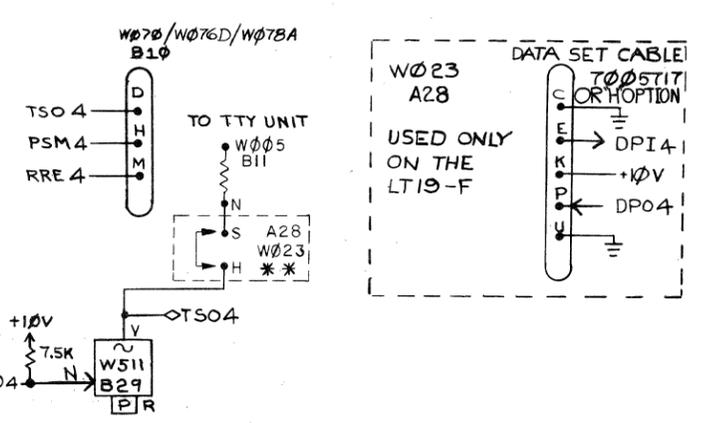 WØ7Ø/WØ76D/WØ78A
B1Ø
D
TSO 4
H
PSM 4
M
RRE 4
TO TTY UNIT
WØØ5
B11
N
S
A28
WØ23
H
* *
TSO4
+1ØV
V
7.5K
W511
N
B29
P R
DATA SET CABLE
7ØØ5717
OR H OPTION
WØ23
A28
USED ONLY
ON THE
LT19-F
C
E
DPI4
K
+1ØV
P
DPO4
U